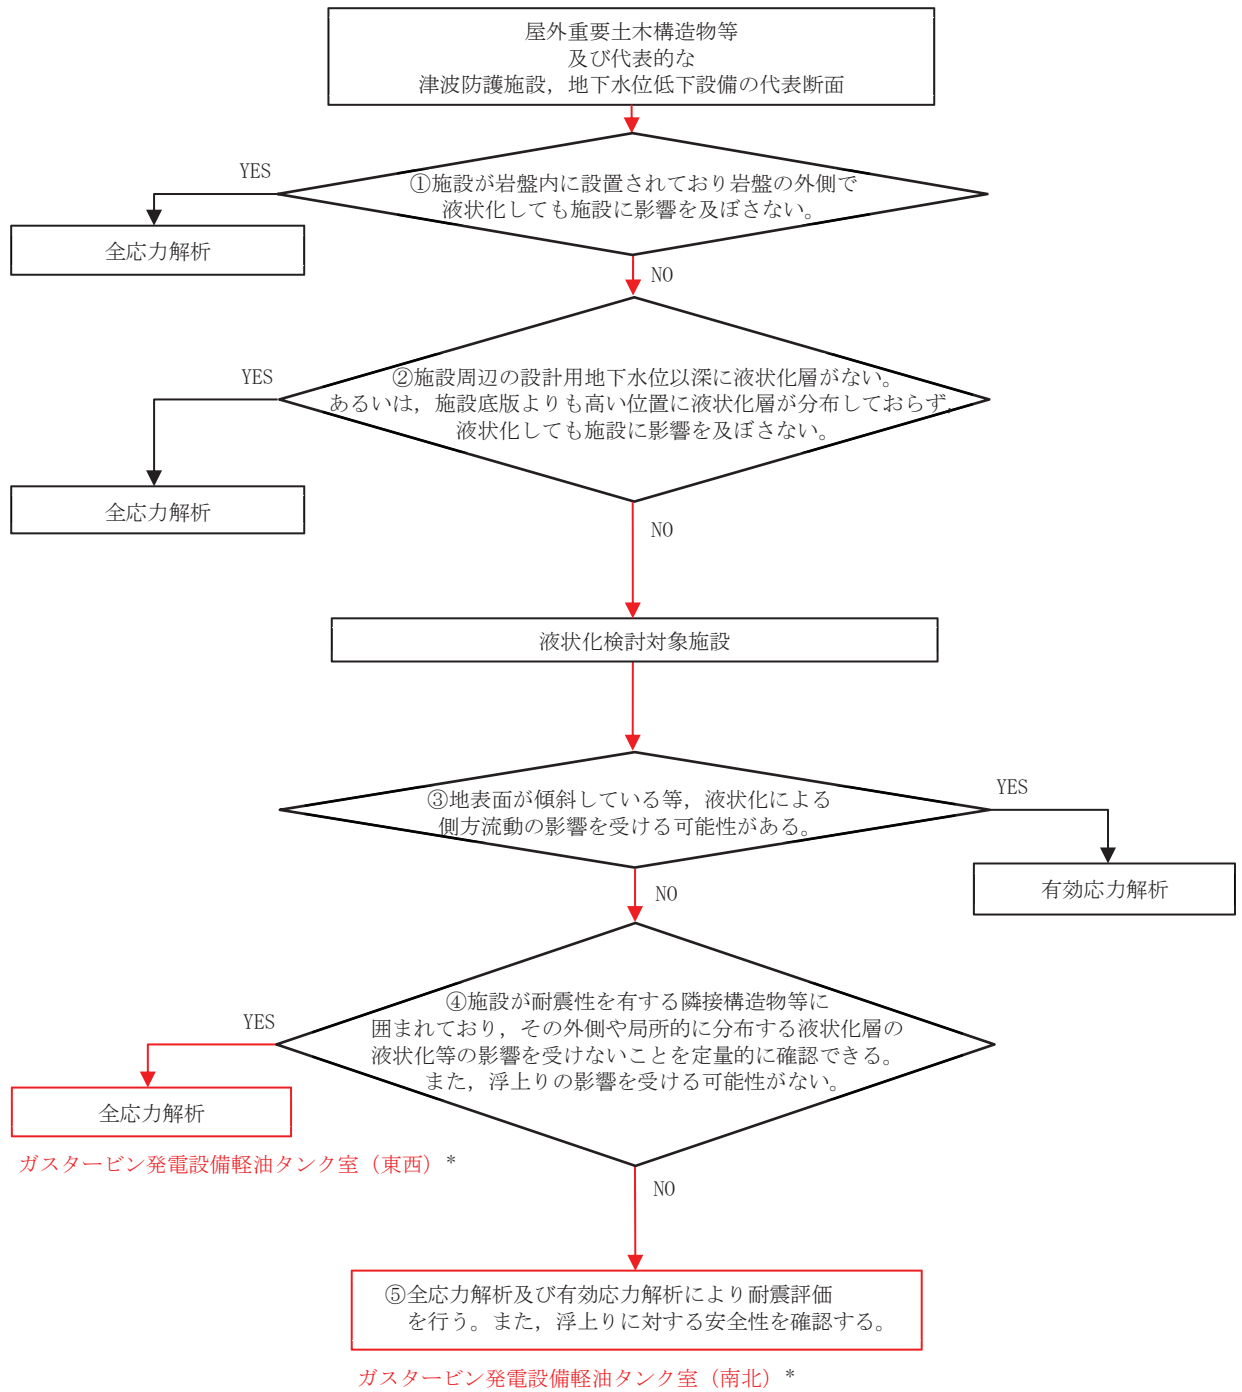 屋外重要土木構造物等
及び代表的な
津波防護施設，地下水位低下設備の代表断面
YES
①施設が岩盤内に設置されており岩盤の外側で
液状化しても施設に影響を及ぼさない。
全応力解析
NO
YES
②施設周辺の設計用地下水位以深に液状化層がない。
あるいは，施設底版よりも高い位置に液状化層が分布しておらず，
液状化しても施設に影響を及ぼさない。
全応力解析
NO
液状化検討対象施設
YES
③地表面が傾斜している等，液状化による
側方流動の影響を受ける可能性がある。
有効応力解析
NO
YES
④施設が耐震性を有する隣接構造物等に
囲まれており，その外側や局所的に分布する液状化層の
液状化等の影響を受けないことを定量的に確認できる。
また，浮上りの影響を受ける可能性がない。
全応力解析
ガスタービン発電設備軽油タンク室（東西）*
NO
⑤全応力解析及び有効応力解析により耐震評価
を行う。また，浮上りに対する安全性を確認する。
ガスタービン発電設備軽油タンク室（南北）*